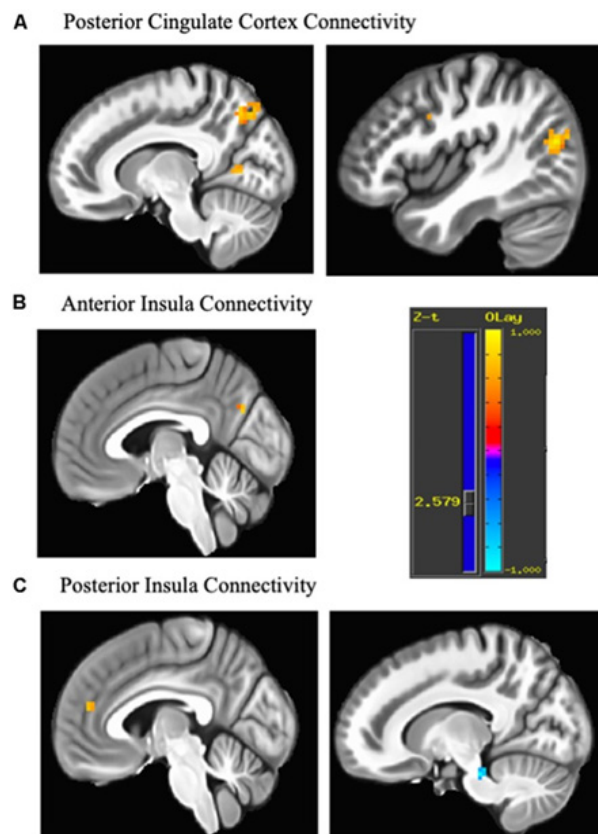 A Posterior Cingulate Cortex Connectivity
B Anterior Insula Connectivity
Z-t OLay
1.000
2.579
-1.000
C Posterior Insula Connectivity